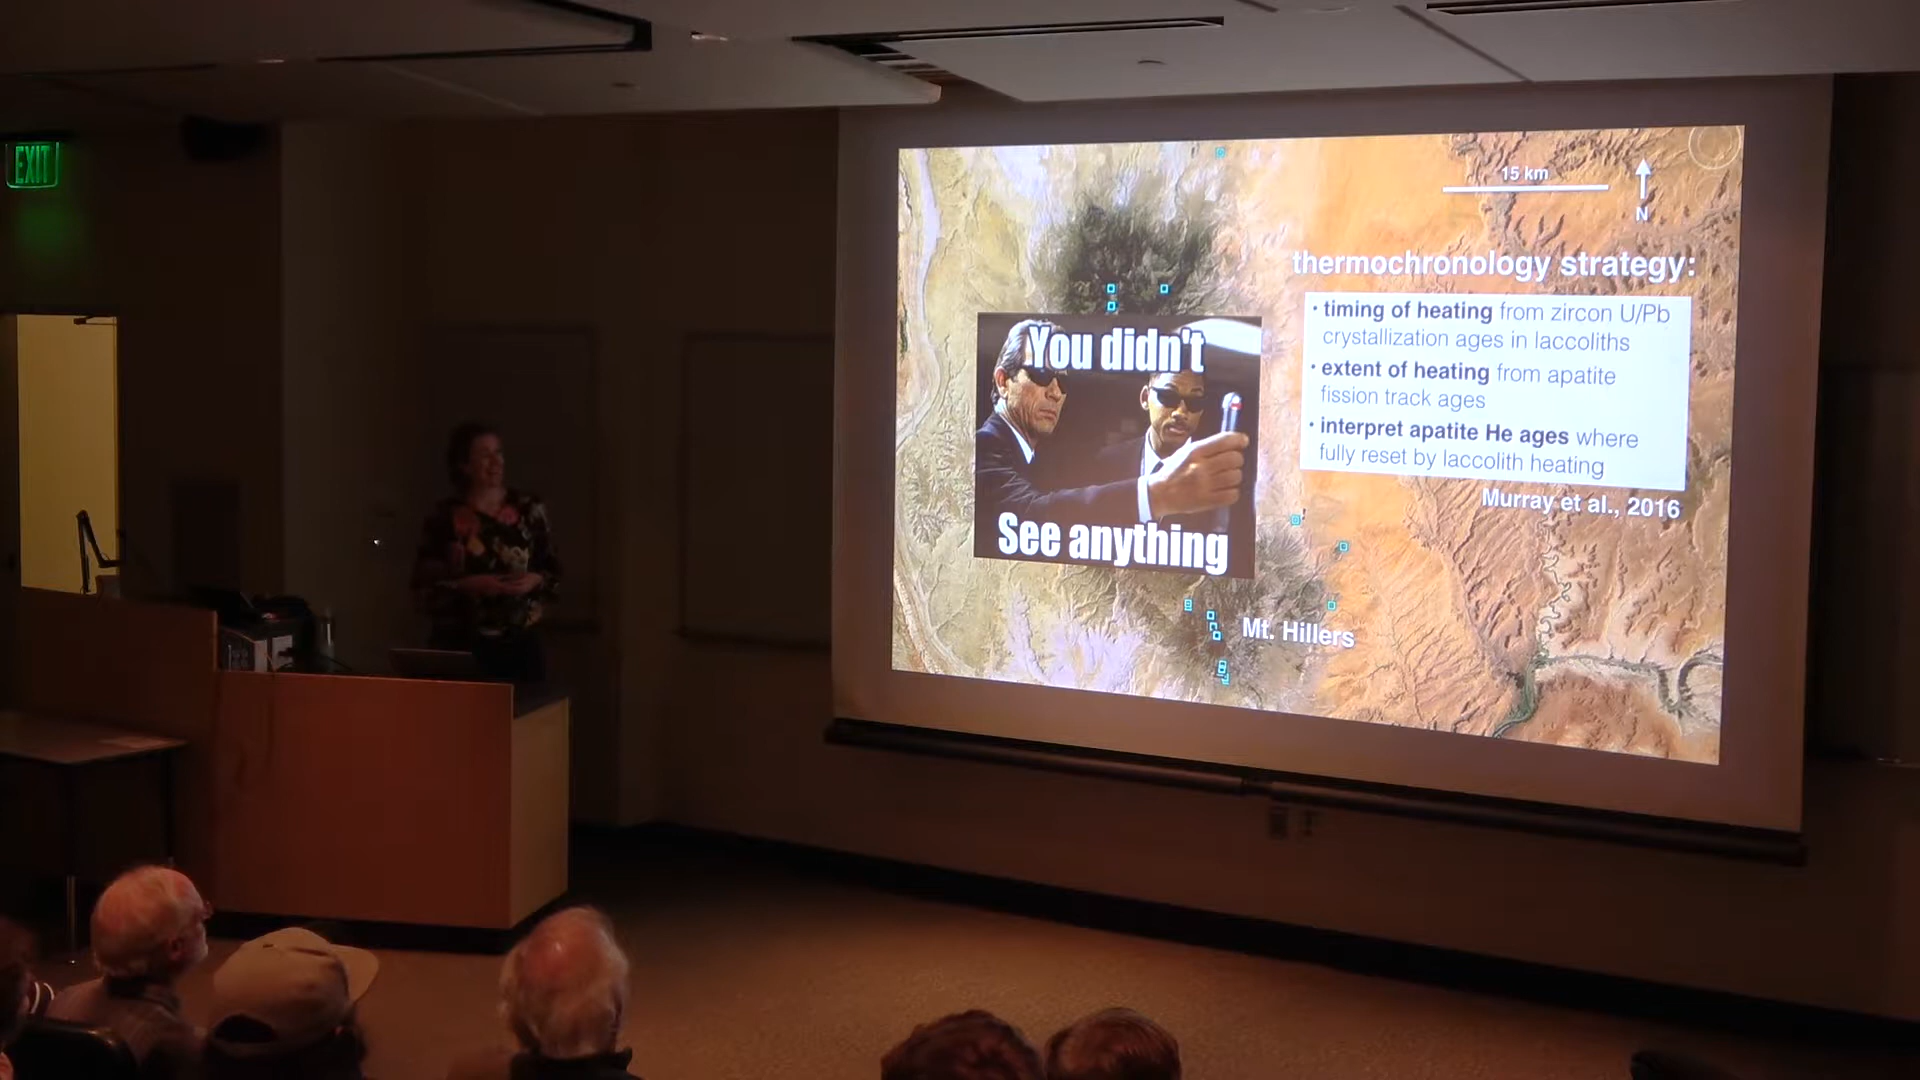 EXIT
15 km
N
thermochronology strategy:
• timing of heating from zircon U/Pb
crystallization ages in laccoliths
• extent of heating from apatite
fission track ages
• interpret apatite He ages where
fully reset by laccolith heating
Murray et al., 2016
You didn't
See anything
Mt. Hillers